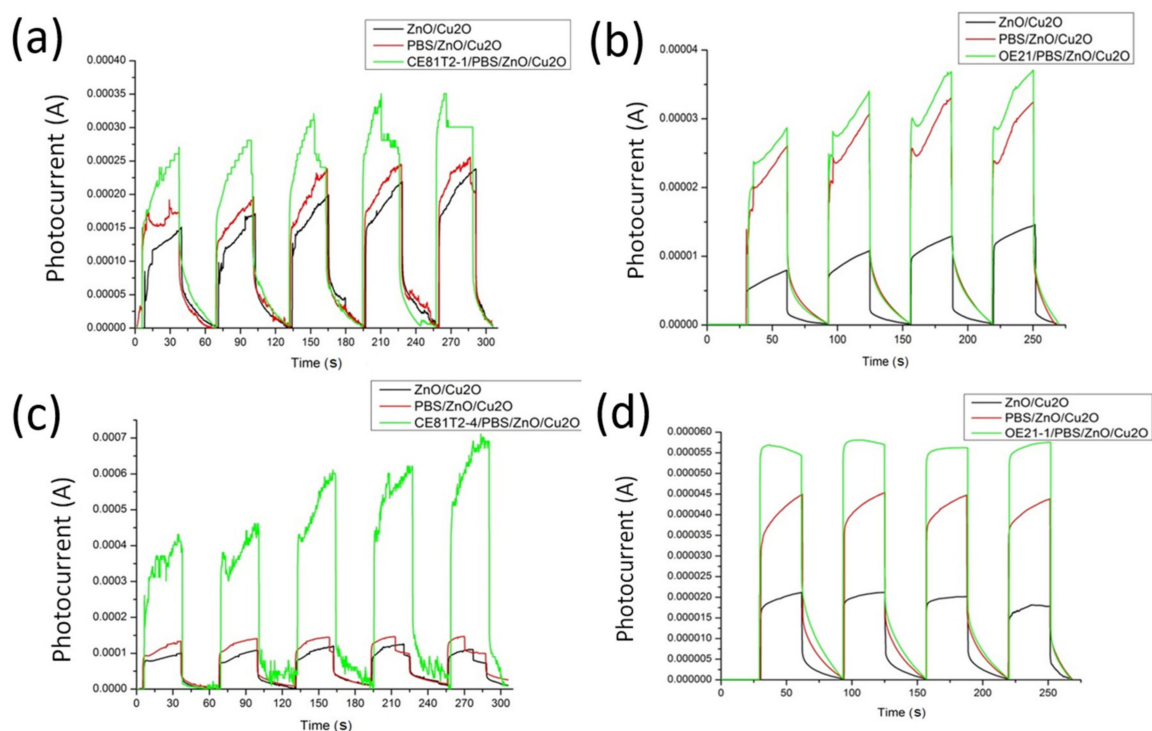 (a)
ZnO/Cu2O
PBS/ZnO/Cu2O
CE81T2-1/PBS/ZnO/Cu2O
Photocurrent (A)
0.00040
0.00035
0.00030
0.00025
0.00020
0.00015
0.00010
0.00005
0.00000
0 30 60 90 120 150 180 210 240 270 300
Time (s)
(b)
ZnO/Cu2O
PBS/ZnO/Cu2O
OE21/PBS/ZnO/Cu2O
Photocurrent (A)
0.00004
0.00003
0.00002
0.00001
0.00000
0 50 100 150 200 250
Time (s)
(c)
ZnO/Cu2O
PBS/ZnO/Cu2O
CE81T2-4/PBS/ZnO/Cu2O
Photocurrent (A)
0.0007
0.0006
0.0005
0.0004
0.0003
0.0002
0.0001
0.0000
0 30 60 90 120 150 180 210 240 270 300
Time (s)
(d)
ZnO/Cu2O
PBS/ZnO/Cu2O
OE21-1/PBS/ZnO/Cu2O
Photocurrent (A)
0.000060
0.000055
0.000050
0.000045
0.000040
0.000035
0.000030
0.000025
0.000020
0.000015
0.000010
0.000005
0.000000
0 50 100 150 200 250
Time (s)